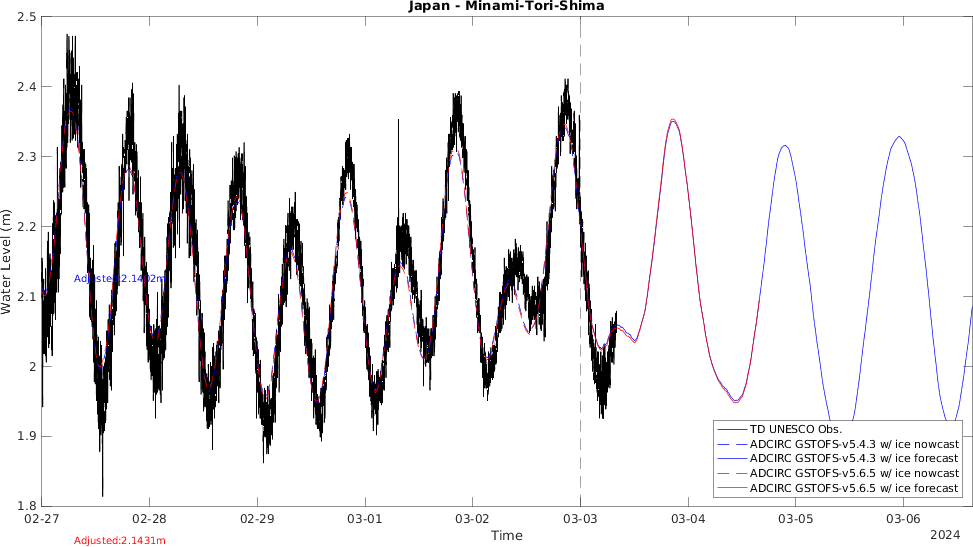 Japan - Minami-Tori-Shima
2.5
2.4
2.3
2.2
2.1
2
1.9
1.8
Water Level (m)
Adjusted:2.1402m
TD UNESCO Obs.
ADCIRC GSTOFS-v5.4.3 w/ ice nowcast
ADCIRC GSTOFS-v5.4.3 w/ ice forecast
ADCIRC GSTOFS-v5.6.5 w/ ice nowcast
ADCIRC GSTOFS-v5.6.5 w/ ice forecast
02-27 02-28 02-29 03-01 03-02 03-03 03-04 03-05 03-06
Time
2024
Adjusted:2.1431m